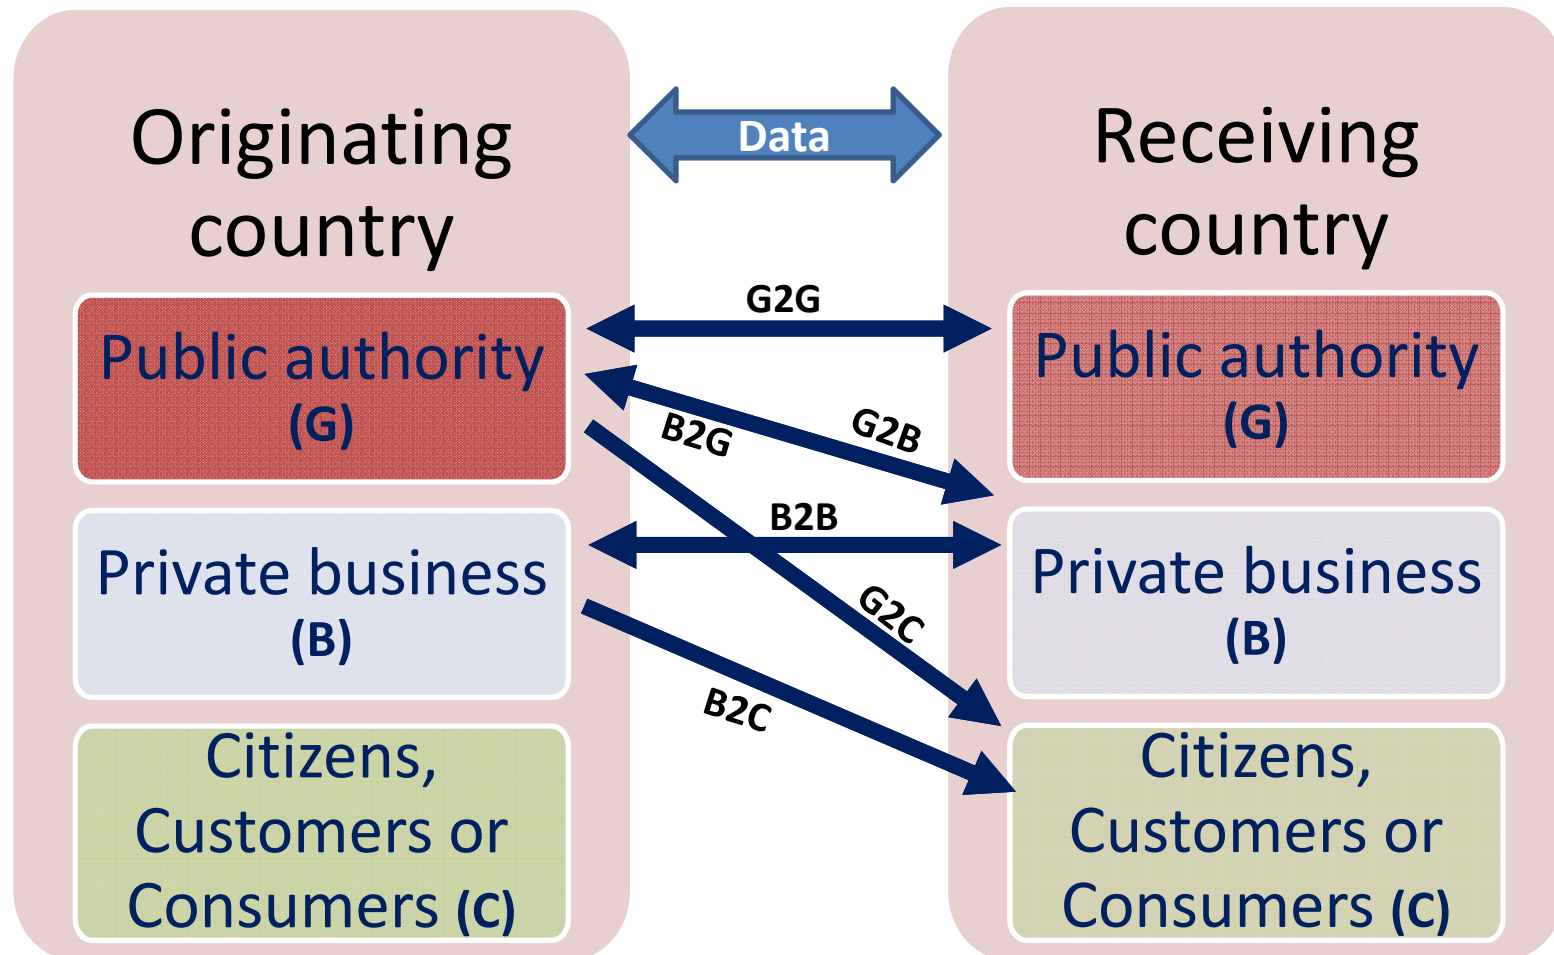 Originating
country
Public authority
(G)
Private business
(B)
Citizens,
Customers or
Consumers (C)
Data
G2G
B2G
G2B
B2B
G2C
B2C
Receiving
country
Public authority
(G)
Private business
(B)
Citizens,
Customers or
Consumers (C)